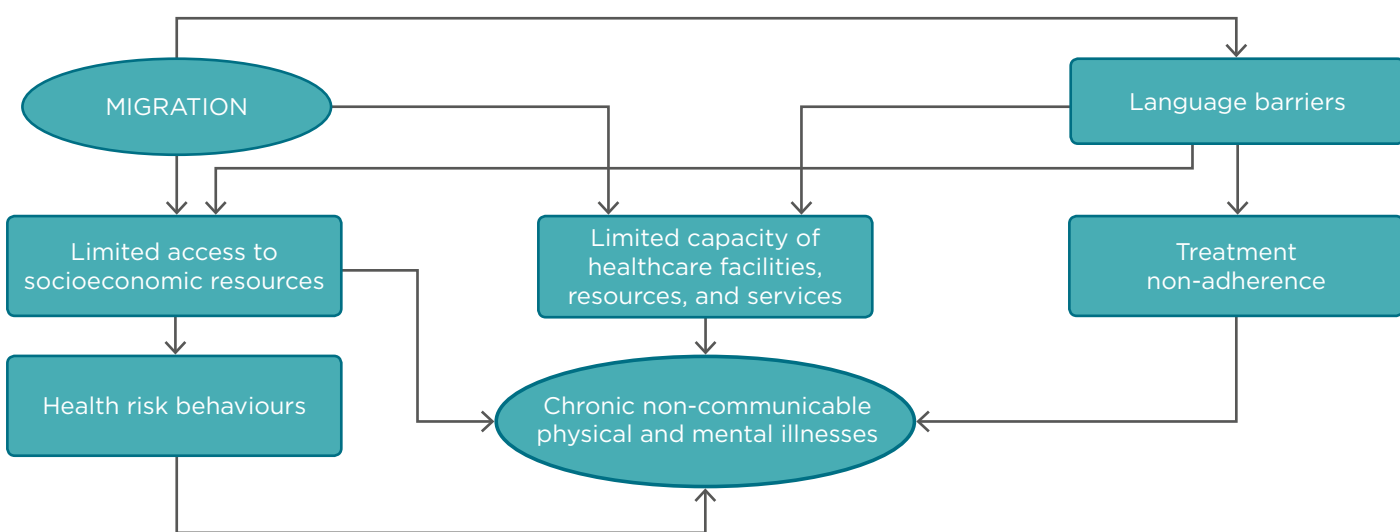 MIGRATION
Language barriers
Limited access to
socioeconomic resources
Limited capacity of
healthcare facilities,
resources, and services
Treatment
non-adherence
Health risk behaviours
Chronic non-communicable
physical and mental illnesses